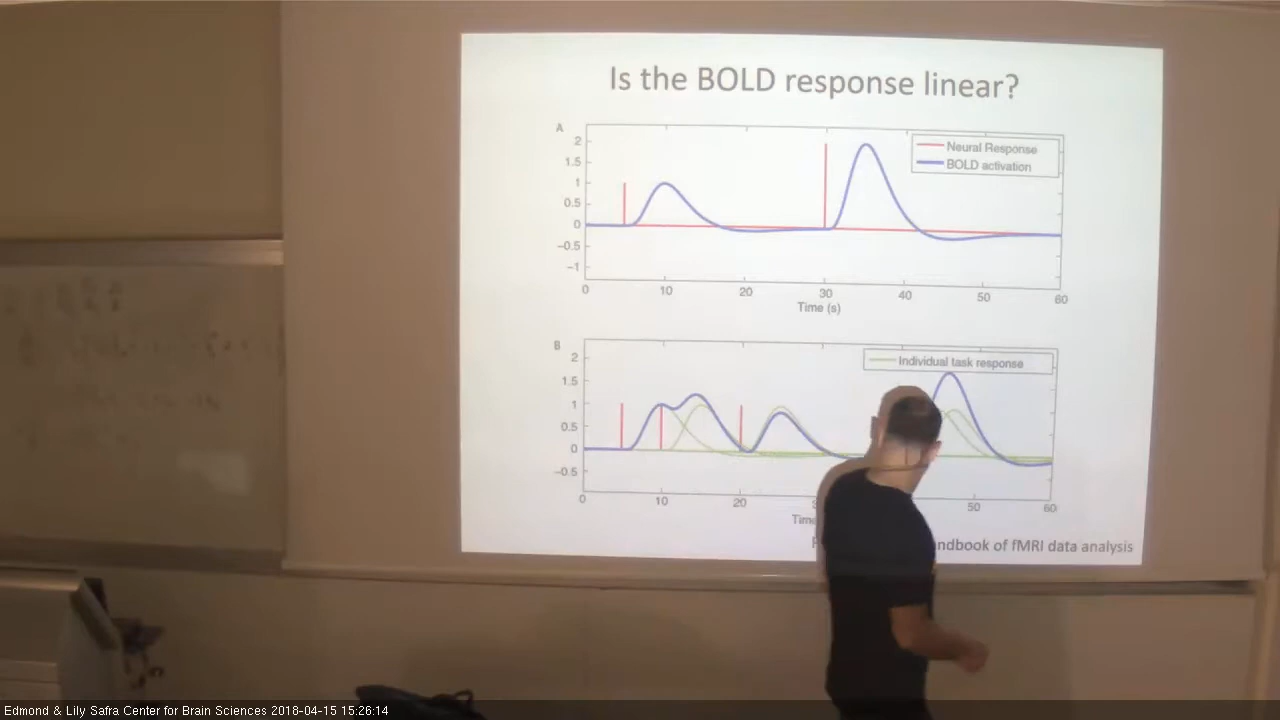 Is the BOLD response linear?
A
2
1.5
1
0.5
0
−0.5
−1
Neural Response
BOLD activation
0 10 20 30 40 50 60
Time (s)
B
2
1.5
1
0.5
0
−0.5
Individual task response
0 10 20 50 60
Time
ndbook of fMRI data analysis
Edmond & Lily Safra Center for Brain Sciences 2018-04-15 15:26:14